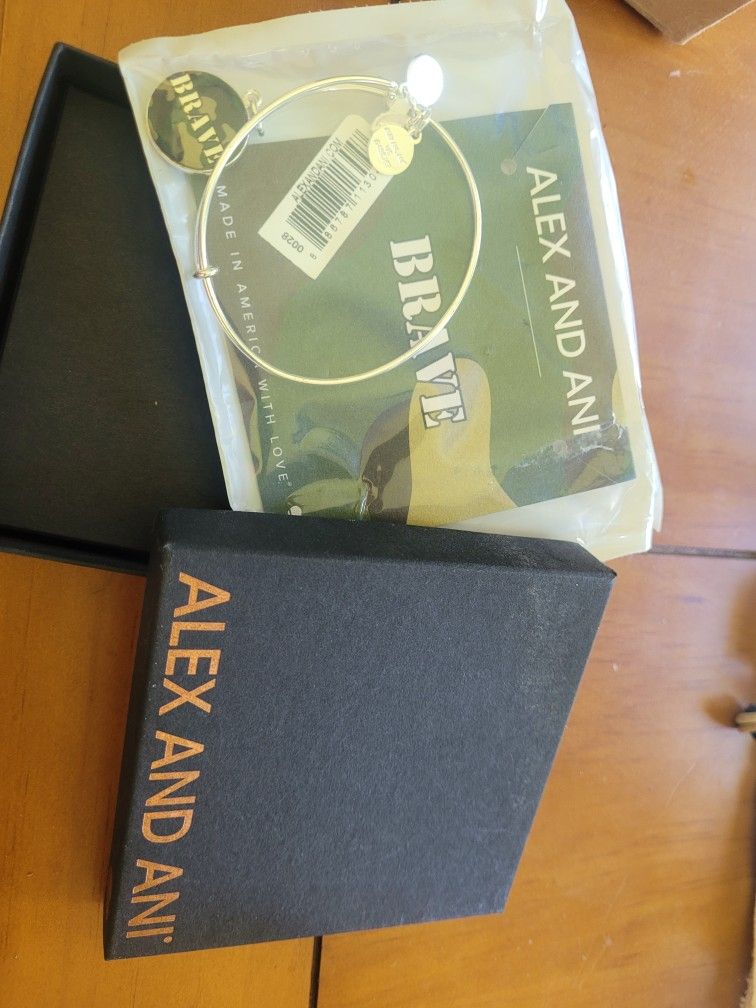 BRAVE
ALEX AND ANI
BRAVE
MADE IN AMERICA WITH LOVE®
ALEXANDANI.COM
0028
ALEX AND ANI